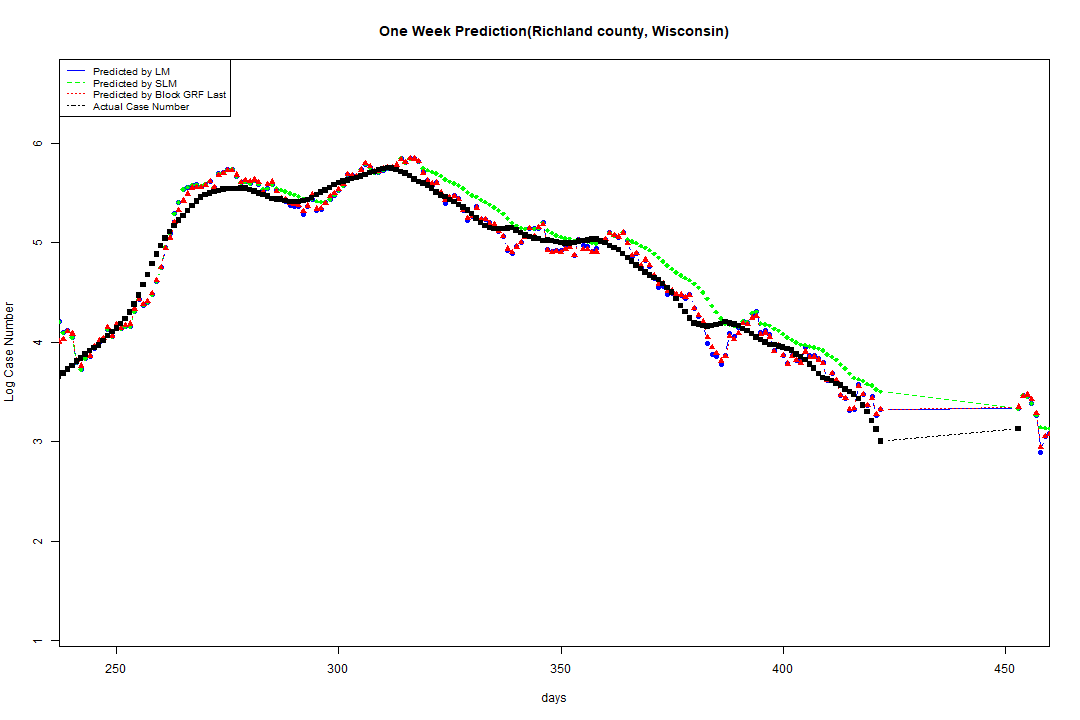 One Week Prediction(Richland county, Wisconsin)
Predicted by LM
Predicted by SLM
Predicted by Block GRF Last
Actual Case Number
6
5
4
3
2
1
Log Case Number
250 300 350 400 450
days